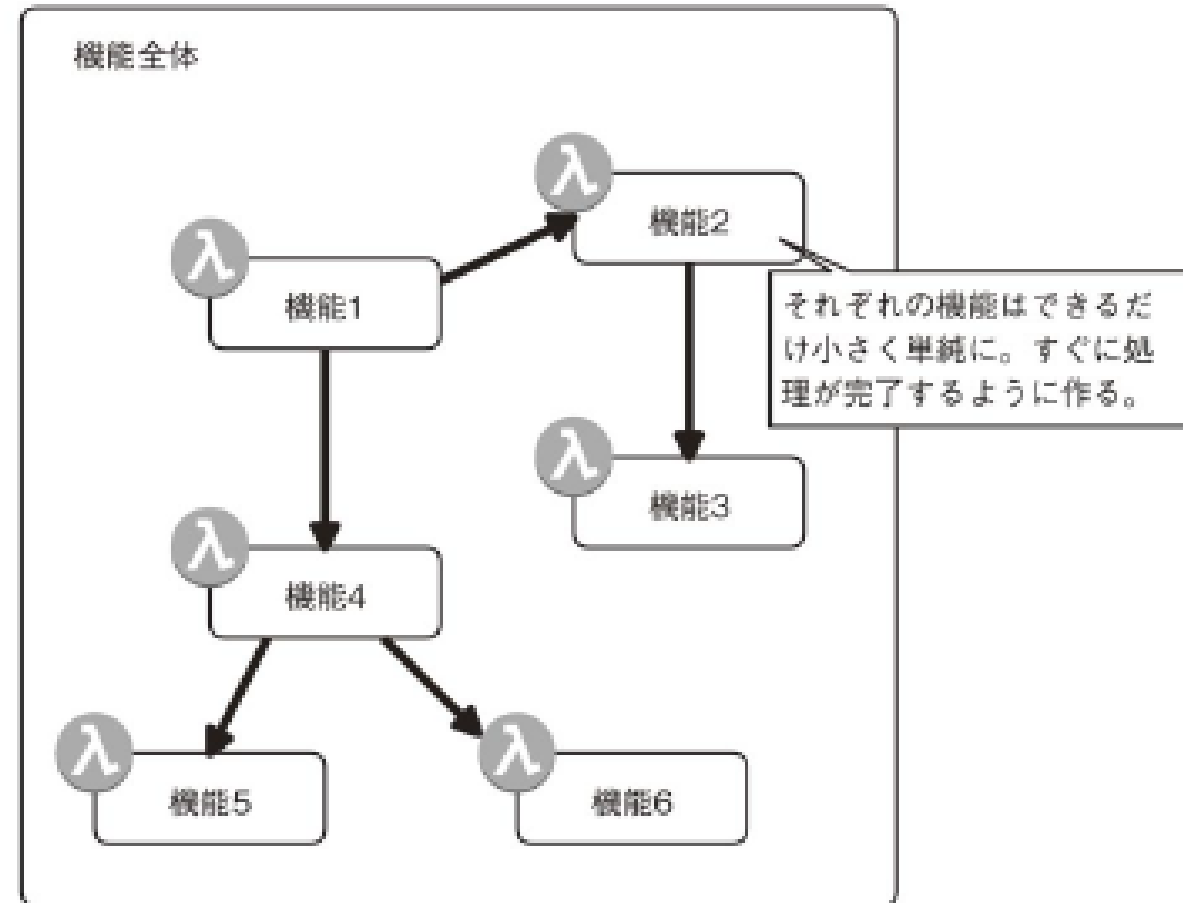 機能全体
λ
機能2
λ
機能1
それぞれの機能はできるだ
け小さく単純に。すぐに処
理が完了するように作る。
λ
機能3
λ
機能4
λ
機能5
λ
機能6